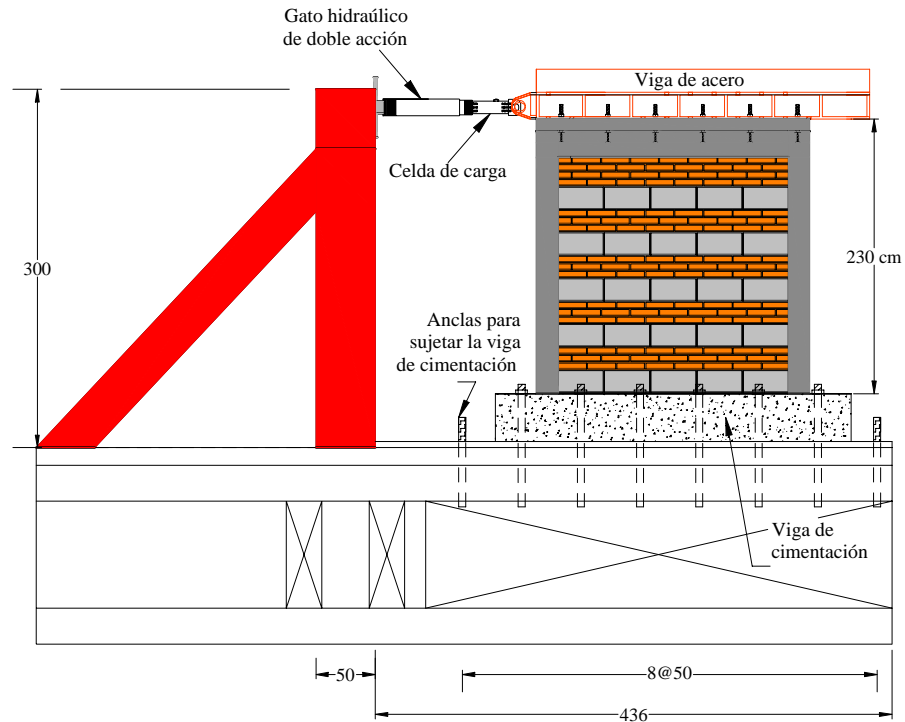 Gato hidraúlico
de doble acción
Viga de acero
Celda de carga
300
230 cm
Anclas para
sujetar la viga
de cimentación
Viga de
cimentación
50
8@50
436